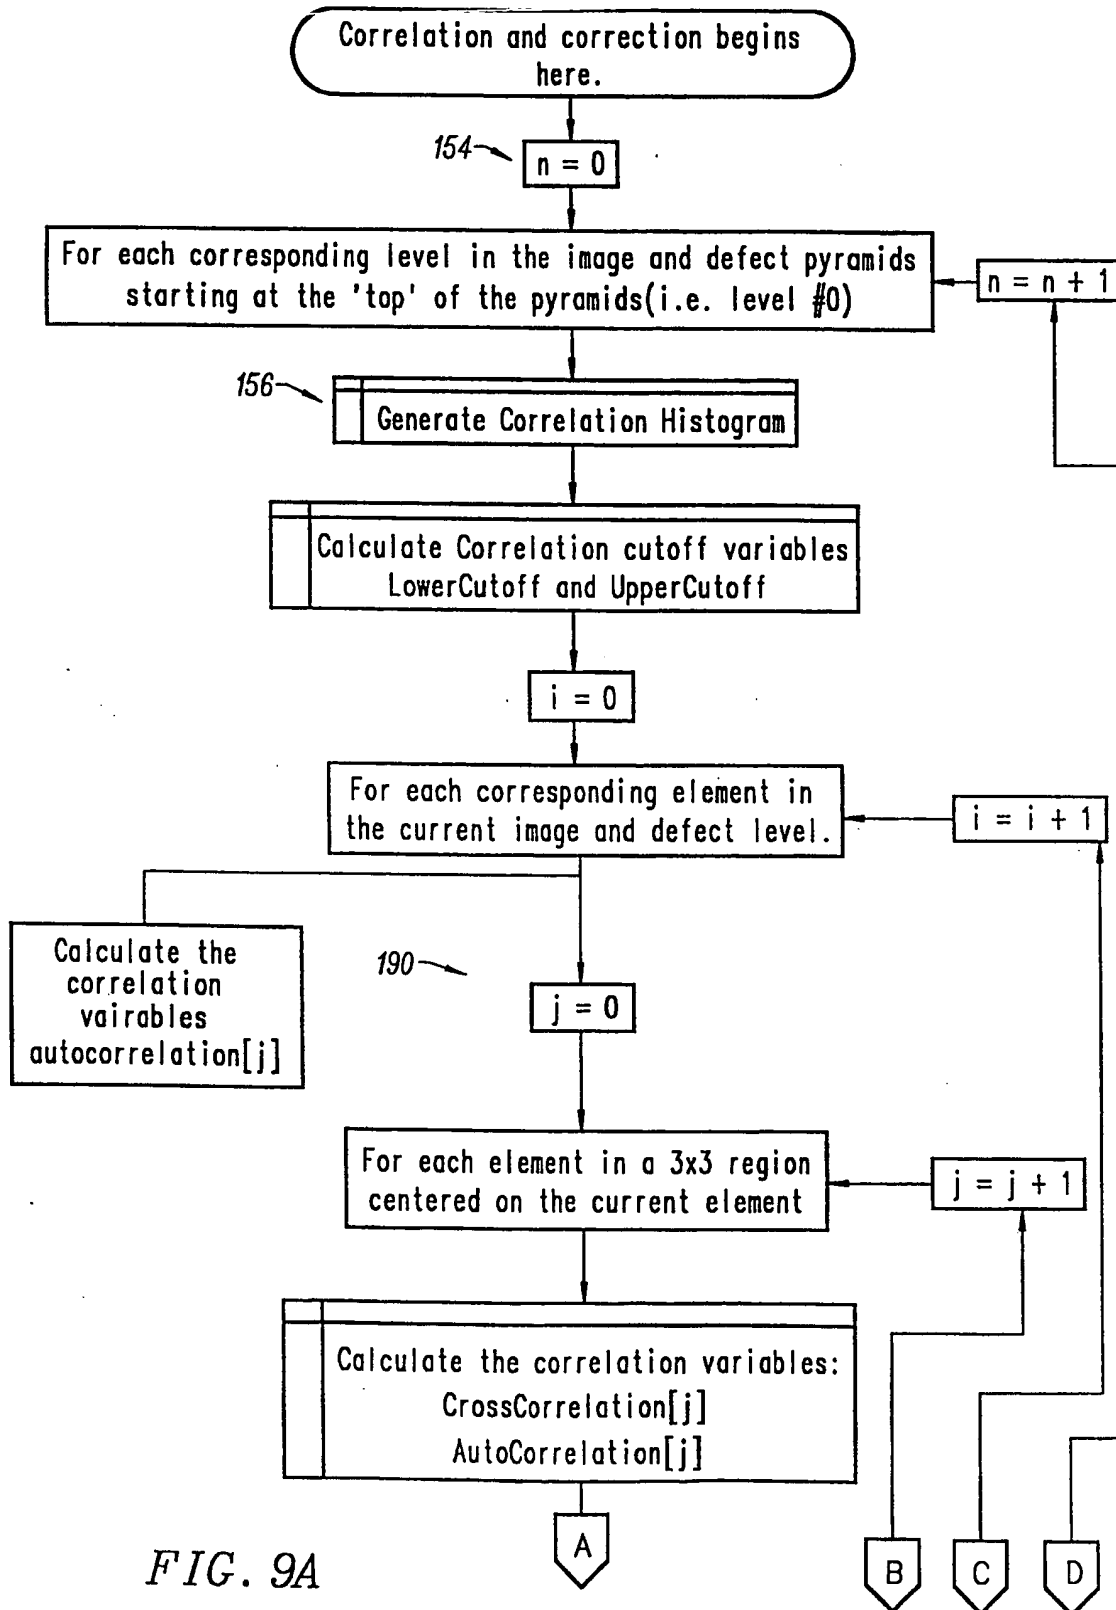 Correlation and correction begins
here.
154
n = 0
For each corresponding level in the image and defect pyramids
starting at the 'top' of the pyramids(i.e. level #0)
n = n + 1
156
Generate Correlation Histogram
Calculate Correlation cutoff variables
LowerCutoff and UpperCutoff
i = 0
For each corresponding element in
the current image and defect level.
i = i + 1
Calculate the
correlation
vairables
autocorrelation[j]
190
j = 0
For each element in a 3x3 region
centered on the current element
j = j + 1
Calculate the correlation variables:
CrossCorrelation[j]
AutoCorrelation[j]
A
B
C
D
FIG. 9A